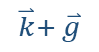 k⃗ + g⃗